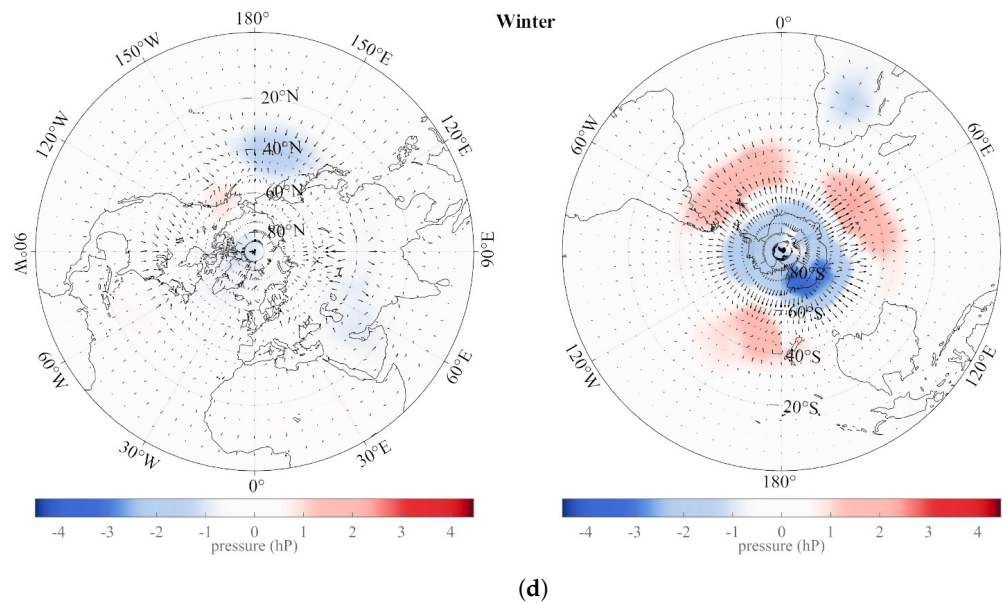 Winter
180°
150°W
150°E
120°W
120°E
90°W
90°E
60°W
60°E
30°W
30°E
0°
20°N
40°N
60°N
80°N
-4 -3 -2 -1 0 1 2 3 4
pressure (hP)
0°
60°W
60°E
120°W
120°E
180°
80°S
60°S
40°S
20°S
-4 -3 -2 -1 0 1 2 3 4
pressure (hP)
(d)